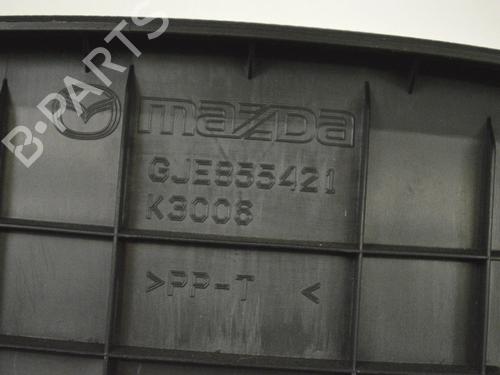 B-PARTS
mazda
GJE855421
K3008
>PP-T <